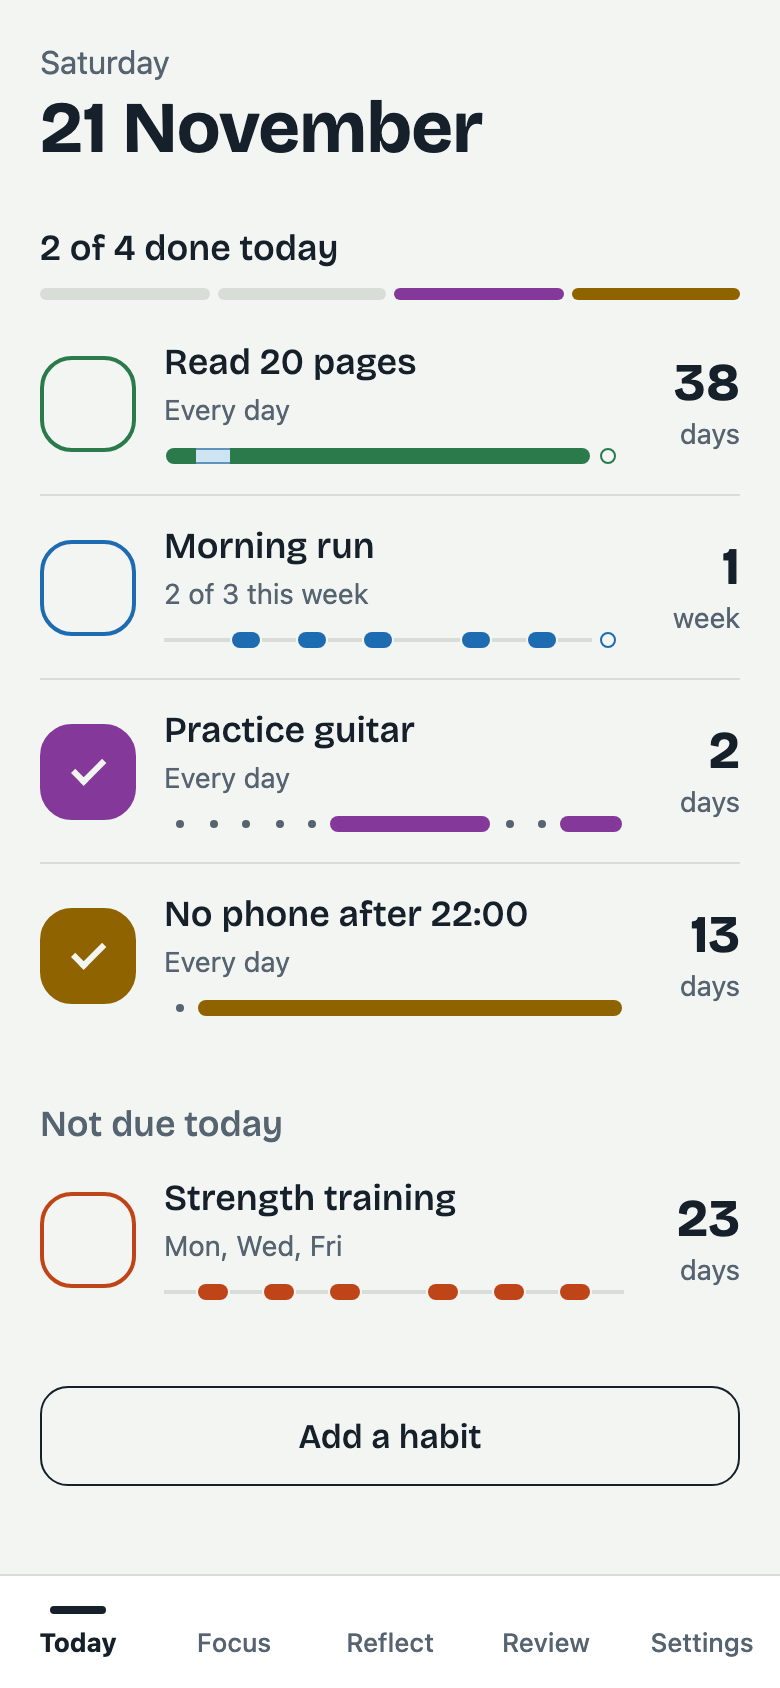 Saturday
21 November
2 of 4 done today
Read 20 pages
Every day
38
days
Morning run
2 of 3 this week
1
week
Practice guitar
Every day
2
days
No phone after 22:00
Every day
13
days
Not due today
Strength training
Mon, Wed, Fri
23
days
Add a habit
Today Focus Reflect Review Settings